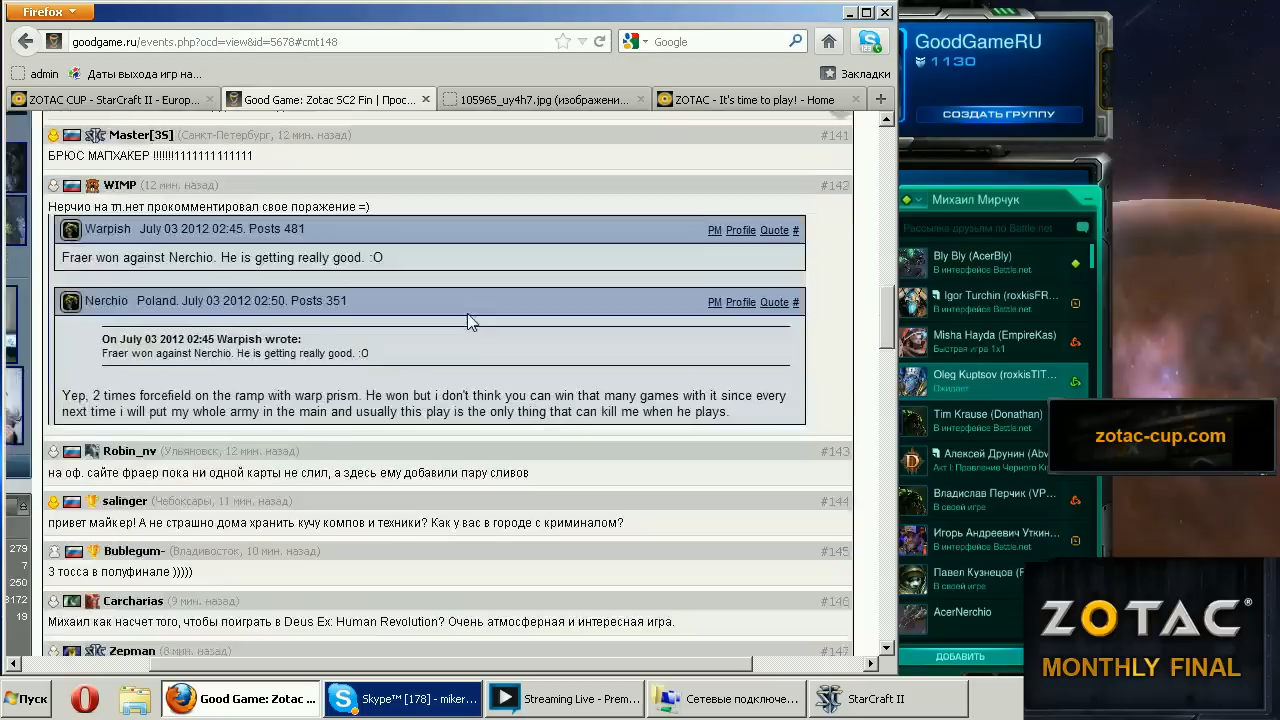 Firefox
goodgame.ru/events.php?ocd=view&id=5678#cmt148
Google
admin
Даты выхода игр на...
Закладки
ZOTAC CUP - StarCraft II - Europ...
Good Game: Zotac SC2 Fin | Прос...
105965_uy4h7.jpg (изображени...
ZOTAC - It's time to play! - Home
Master[3S] (Санкт-Петербург, 12 мин. назад)
#141
WIMP (12 мин. назад)
#142
Нерчио на тл.нет прокомментировал свое поражение =)
Warpish July 03 2012 02:45. Posts 481
PM Profile Quote #
Fraer won against Nerchio. He is getting really good. :O
Nerchio Poland. July 03 2012 02:50. Posts 351
PM Profile Quote #
On July 03 2012 02:45 Warpish wrote:
Fraer won against Nerchio. He is getting really good. :O
Yep, 2 times forcefield on the ramp with warp prism. He won but i don't think you can win that many games with it since every
next time i will put my whole army in the main and usually this play is the only thing that can kill me when he plays.
Robin_rv (Ульяновск, 12 мин. назад)
#143
на оф. сайте фраер пока на первой карты выиграл, здесь ему добавили пару сливов
salinger (Чебоксары, 11 мин. назад)
#144
привет майкер! А не страшно дома иметь кучу компов и техники? Как у вас в городе с криминалом?
Bublegum- (Владивосток, 10 мин. назад)
#145
3 тосса в полуфинале )))))
Carcharias (9 мин. назад)
#146
Михаил как насчет того, чтобы поиграть в Deus Ex: Human Revolution? Очень атмосферная и интересная игра.
Zepman (8 мин. назад)
#147
279
7
250
8172
19
GoodGameRU
1130
СОЗДАТЬ ГРУППУ
Михаил Мирчук
Рассылка друзьям по Battle.net
Bly Bly (AcerBly)
В интерфейсе Battle.net
Igor Turchin (roxkisFR...
В интерфейсе Battle.net
Misha Hayda (EmpireKas)
Быстрая игра 1x1
Oleg Kuptsov (roxkisTIT...
Ожидает
Tim Krause (Donathan)
В интерфейсе Battle.net
Алексей Друнин (Abv
Акт I: Правление Черного К
Владислав Перчик (VP...
В своей игре
Игорь Андреевич Уткин...
В интерфейсе Battle.net
Павел Кузнецов (F
В своей игре
AcerNerchio
ДОБАВИТЬ
zotac-cup.com
ZOTAC®
MONTHLY FINAL
Пуск
Good Game: Zotac ...
Skype™ [178] - miker...
Streaming Live - Prem...
Сетевые подключе...
StarCraft II